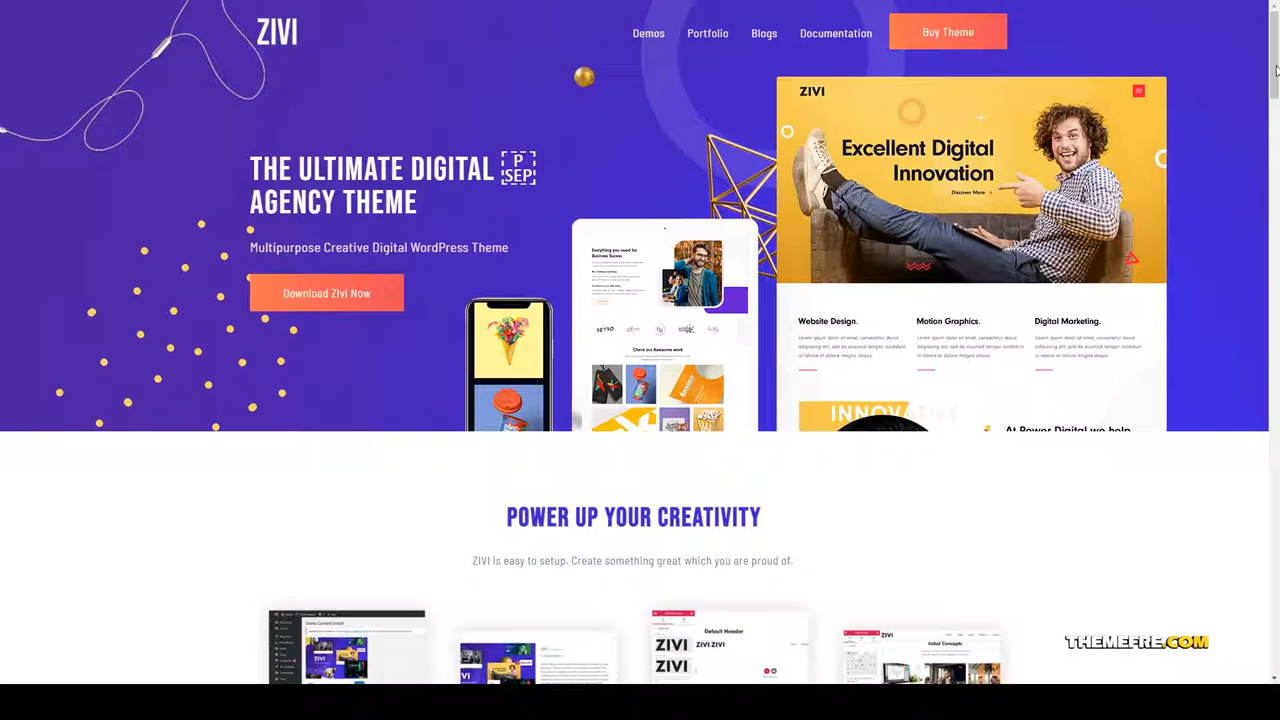 ZIVI
Demos
Portfolio
Blogs
Documentation
Buy Theme
THE ULTIMATE DIGITAL P SEP
AGENCY THEME
Multipurpose Creative Digital WordPress Theme
Download Zivi Now
ZIVI
Excellent Digital
Innovation
Discover More
Everything you need for
Business Success
RETRO
Check our Awesome work
Website Design.
Motion Graphics.
Digital Marketing.
INNOVATIVE
At Power Digital we help
POWER UP YOUR CREATIVITY
ZIVI is easy to setup. Create something great which you are proud of.
Default Header
ZIVI
ZIVI ZIVI
ZIVI
ZIVI
Initial Concepts
THEMEFRE.COM